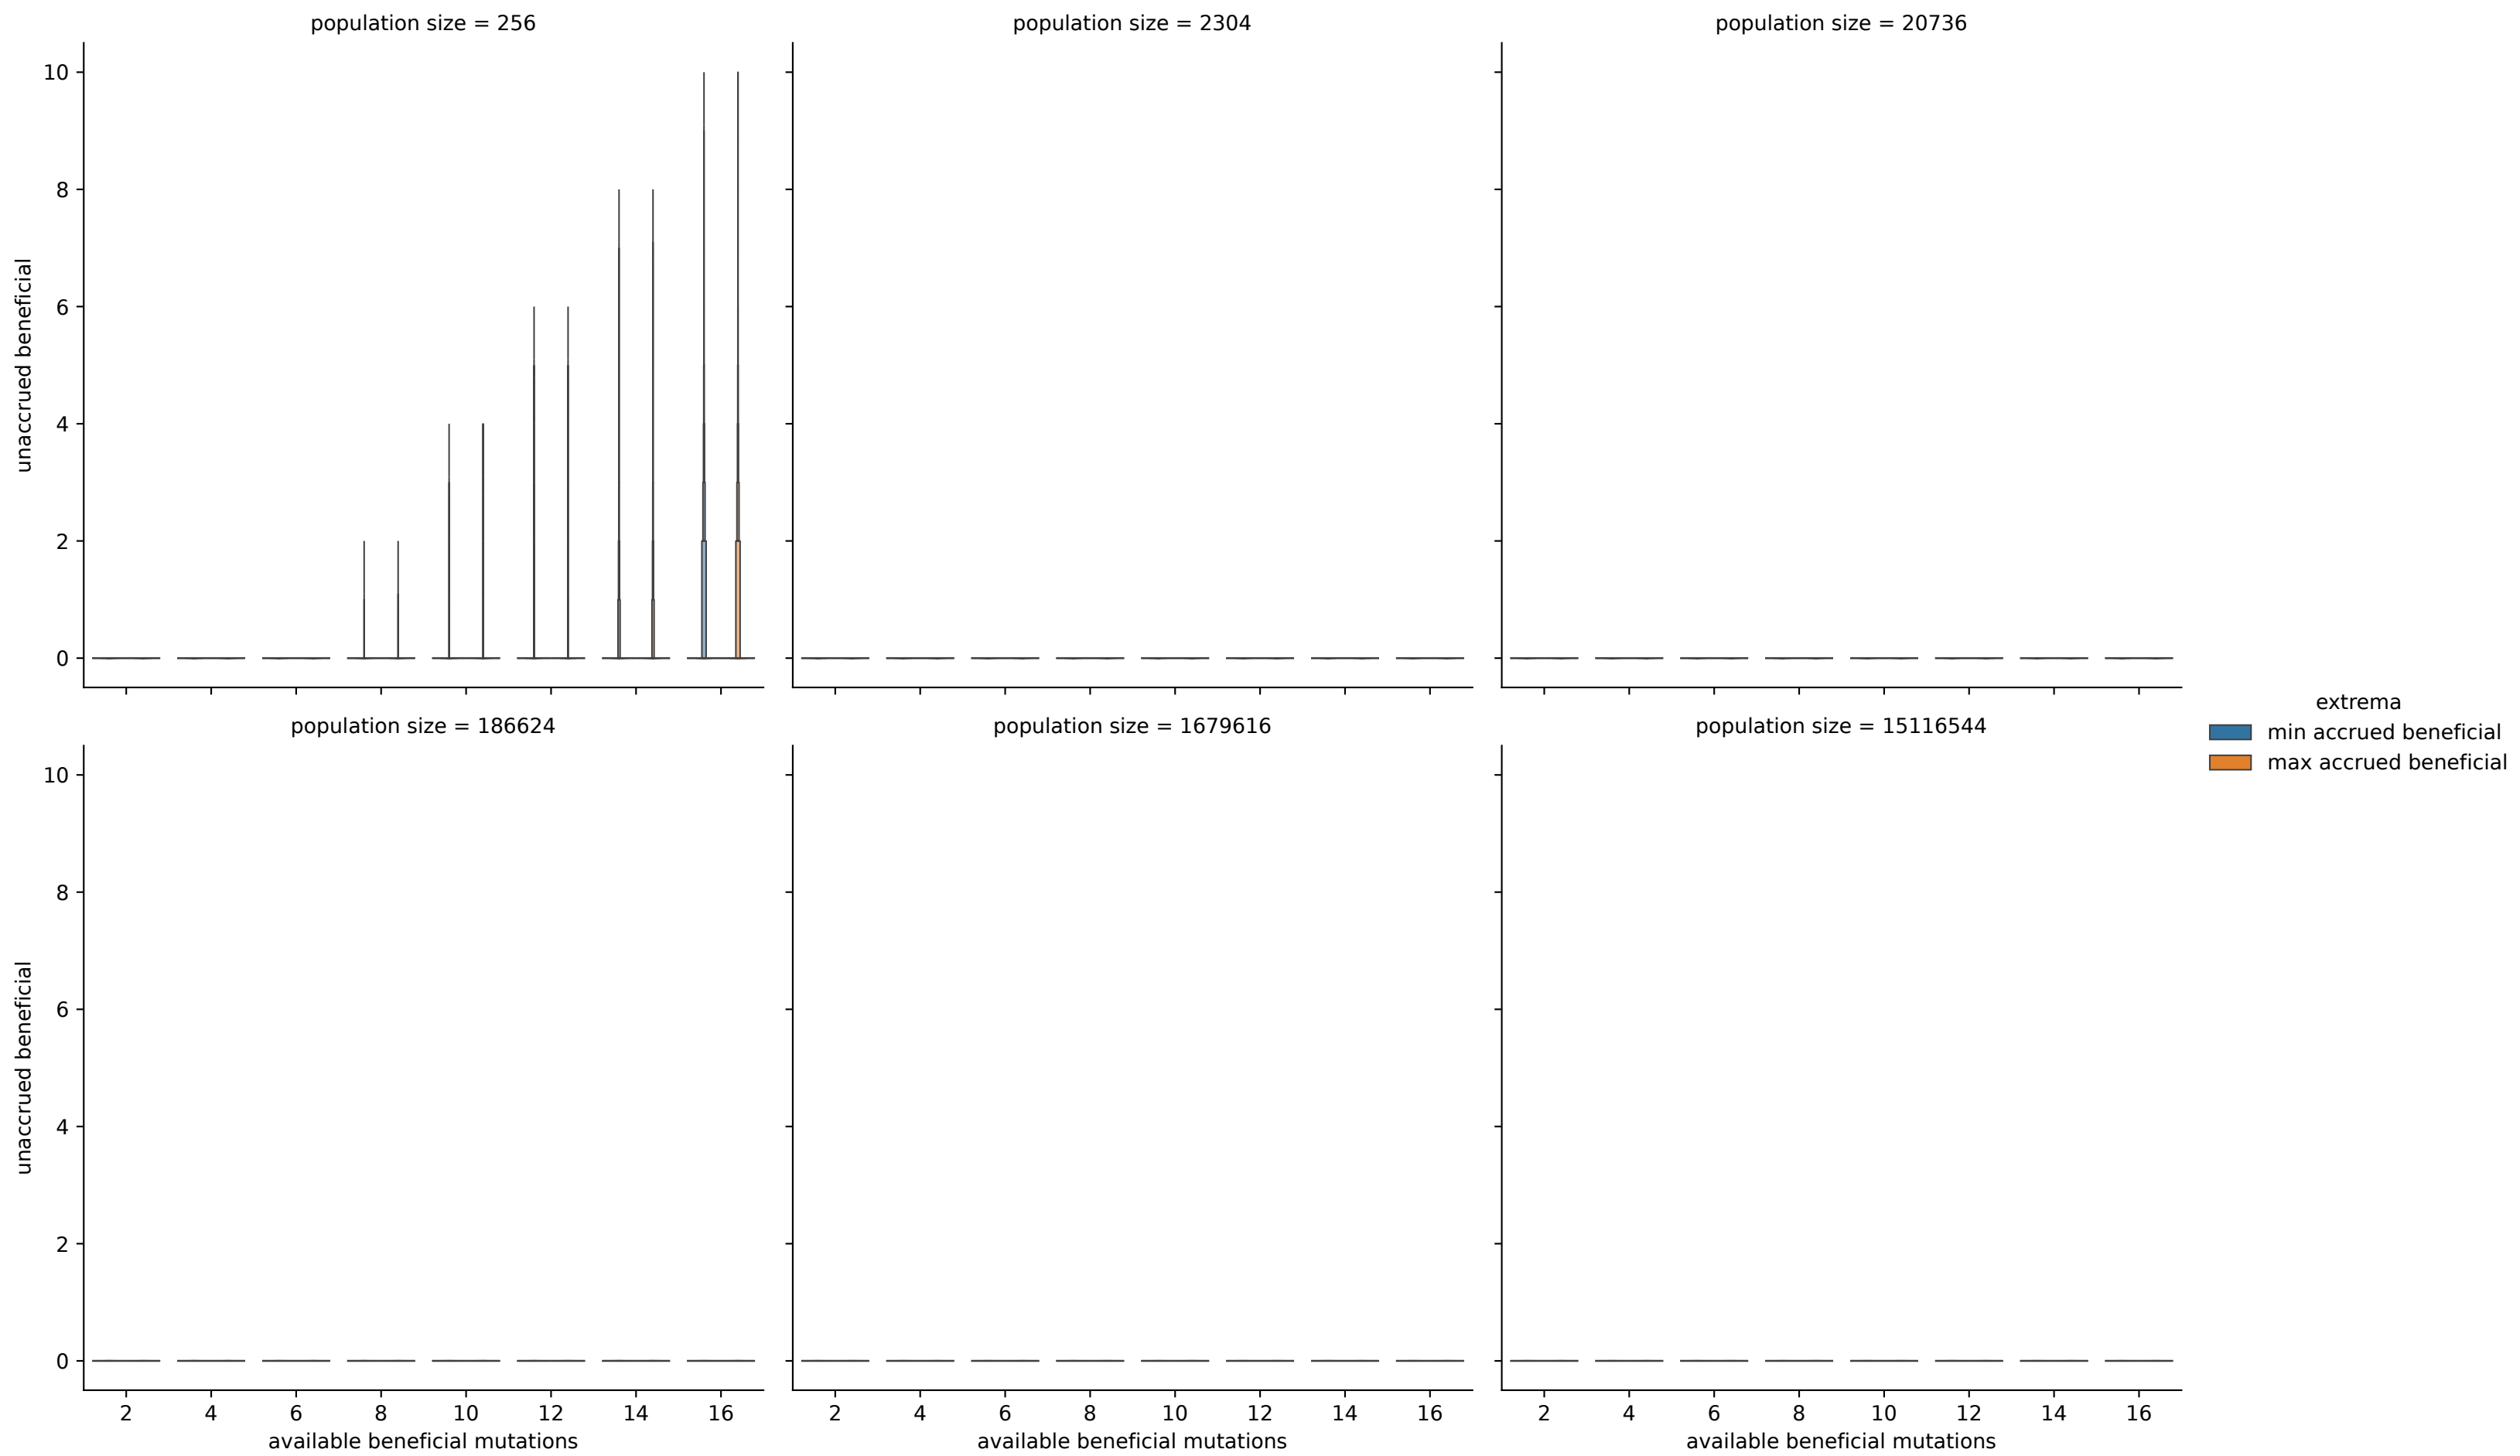 population size = 256
population size = 2304
population size = 20736
10
8
6
4
2
0
unaccrued beneficial
population size = 186624
population size = 1679616
population size = 15116544
extrema
min accrued beneficial
max accrued beneficial
10
8
6
4
2
0
unaccrued beneficial
2 4 6 8 10 12 14 16
2 4 6 8 10 12 14 16
2 4 6 8 10 12 14 16
available beneficial mutations
available beneficial mutations
available beneficial mutations